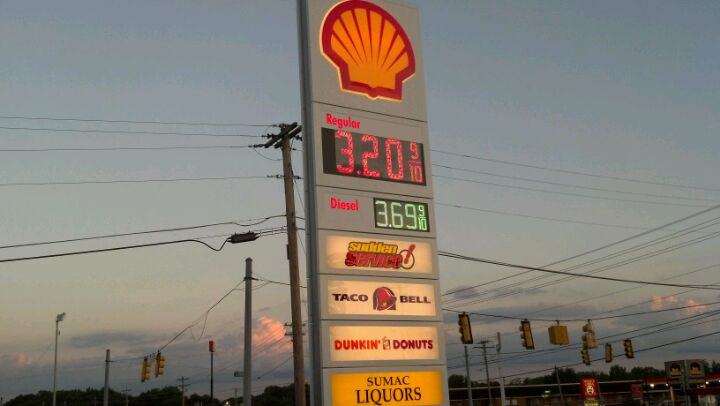 Regular
3.20 9/10
Diesel
3.69 9/10
sudden
service
TACO BELL
DUNKIN' DONUTS
SUMAC
LIQUORS